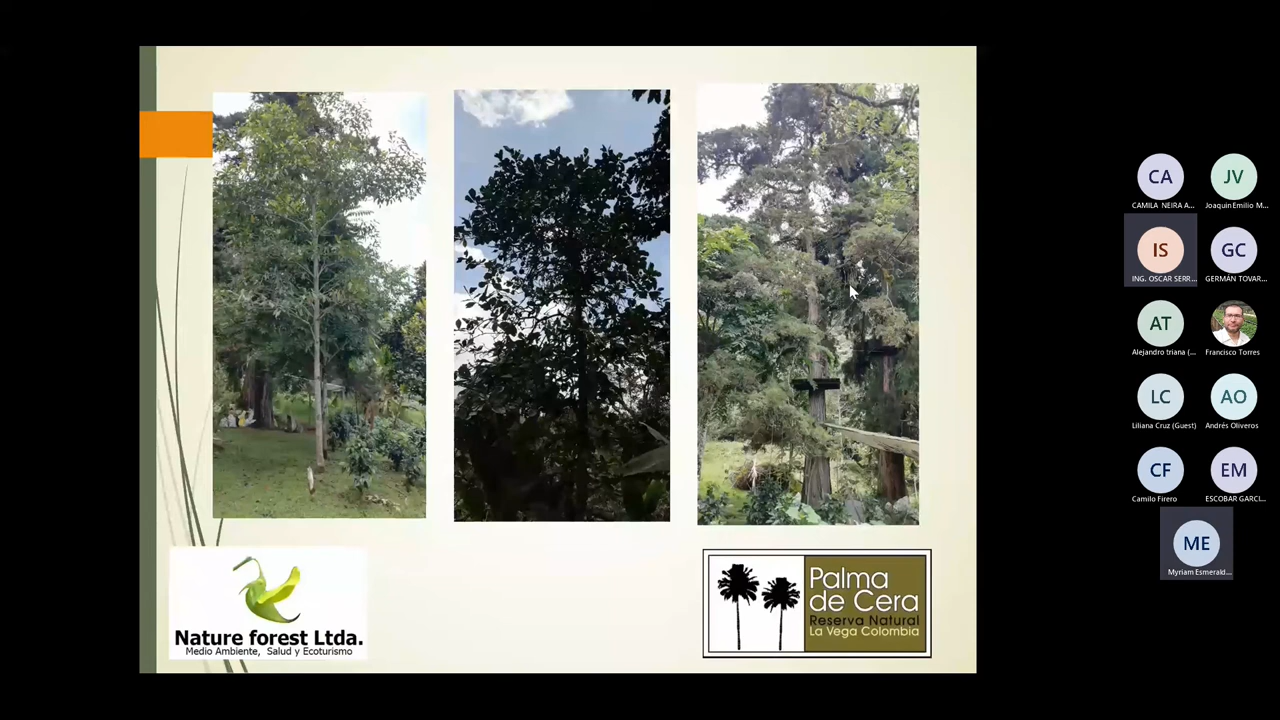 CA
JV
CAMILA NEIRA A...
Joaquin Emilio M...
IS
GC
ING. OSCAR SERR...
GERMÁN TOVAR...
AT
Alejandro triana (...
Francisco Torres
LC
AO
Liliana Cruz (Guest)
Andrés Oliveros
CF
EM
Camilo Firero
ESCOBAR GARCI...
ME
Myriam Esmerald...
Nature forest Ltda.
Medio Ambiente, Salud y Ecoturismo
Palma
de Cera
Reserva Natural
La Vega Colombia